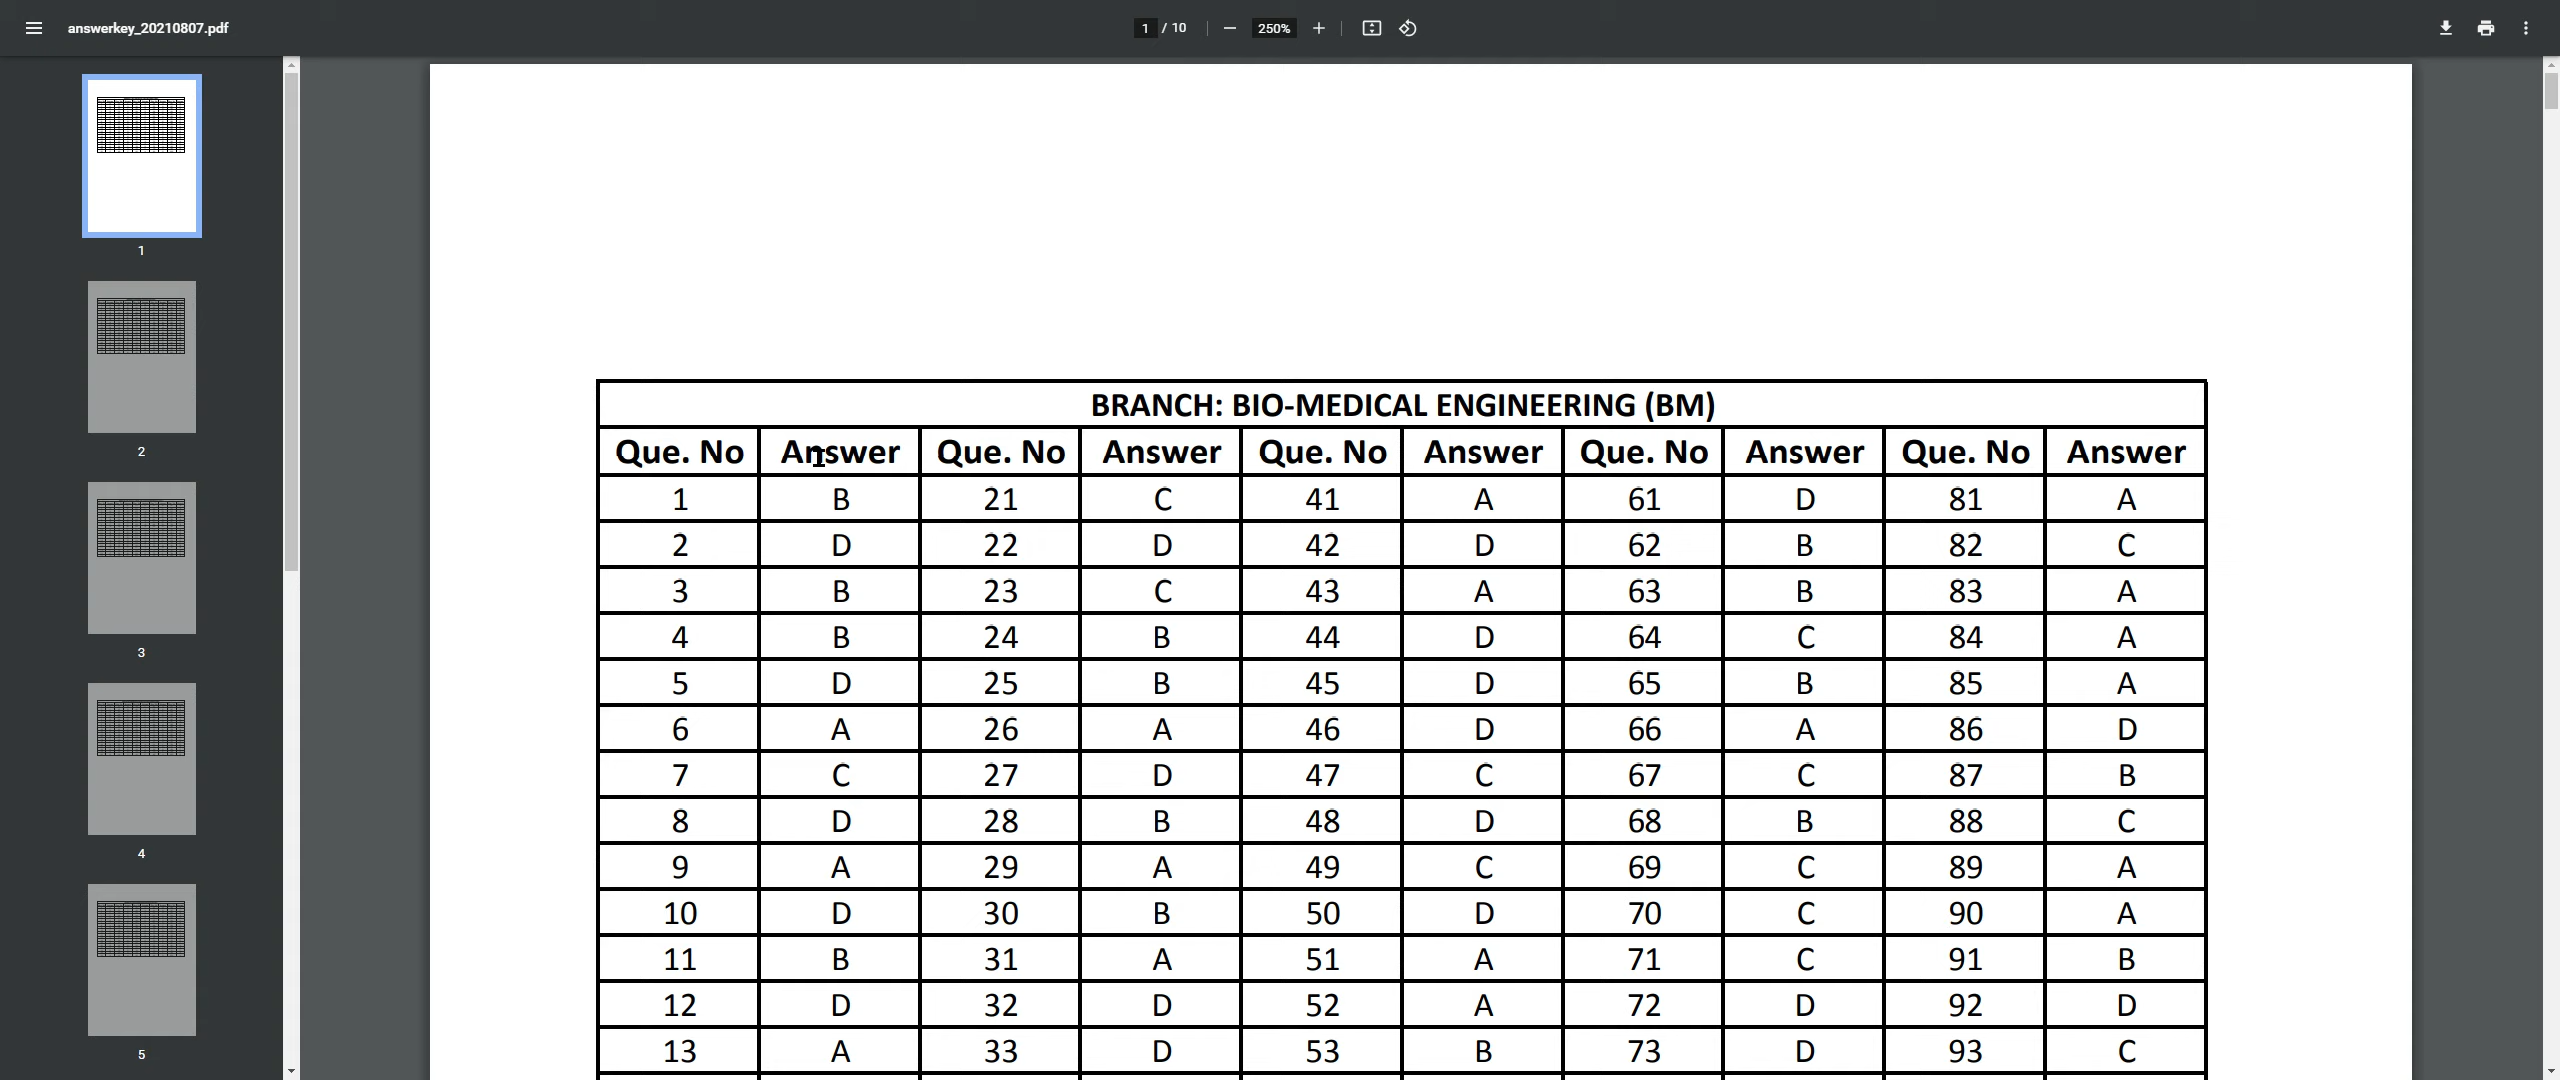 answerkey_20210807.pdf
1 / 10
250%
1
2
3
4
5
BRANCH: BIO-MEDICAL ENGINEERING (BM)
Que. No Answer Que. No Answer Que. No Answer Que. No Answer Que. No Answer
1 B 21 C 41 A 61 D 81 A
2 D 22 D 42 D 62 B 82 C
3 B 23 C 43 A 63 B 83 A
4 B 24 B 44 D 64 C 84 A
5 D 25 B 45 D 65 B 85 A
6 A 26 A 46 D 66 A 86 D
7 C 27 D 47 C 67 C 87 B
8 D 28 B 48 D 68 B 88 C
9 A 29 A 49 C 69 C 89 A
10 D 30 B 50 D 70 C 90 A
11 B 31 A 51 A 71 C 91 B
12 D 32 D 52 A 72 D 92 D
13 A 33 D 53 B 73 D 93 C